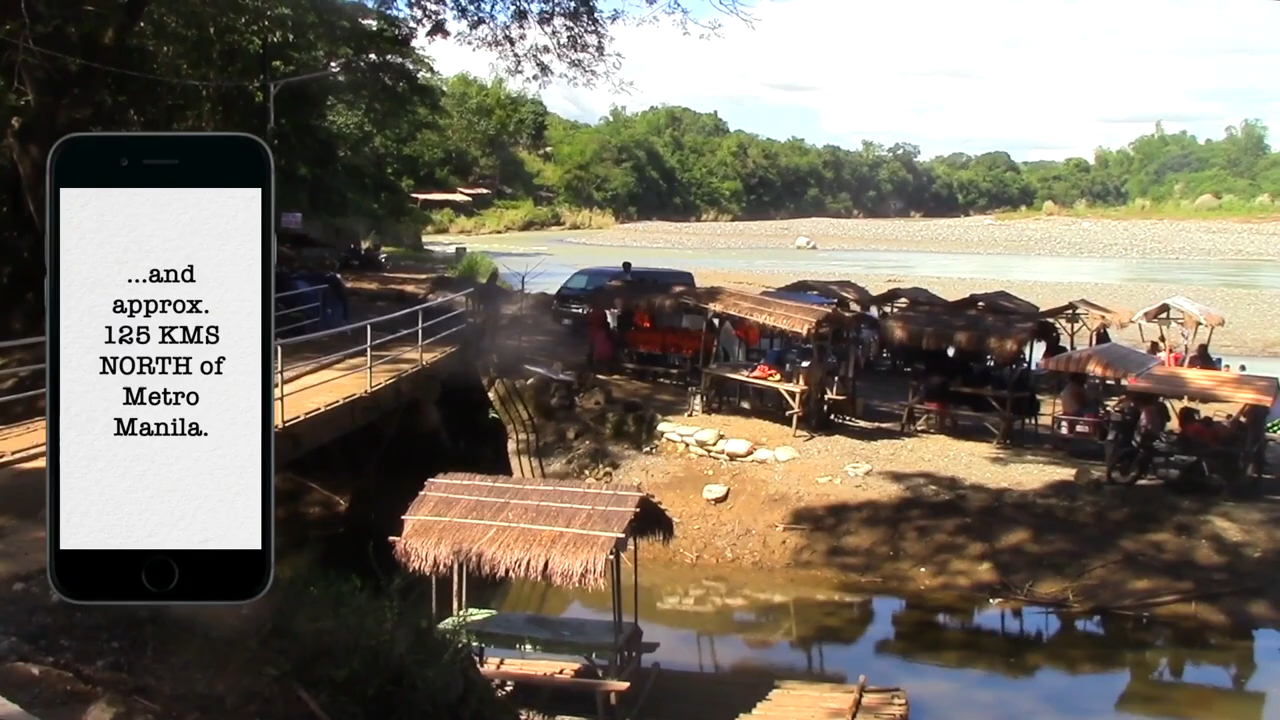 ...and
approx.
125 KMS
NORTH of
Metro
Manila.